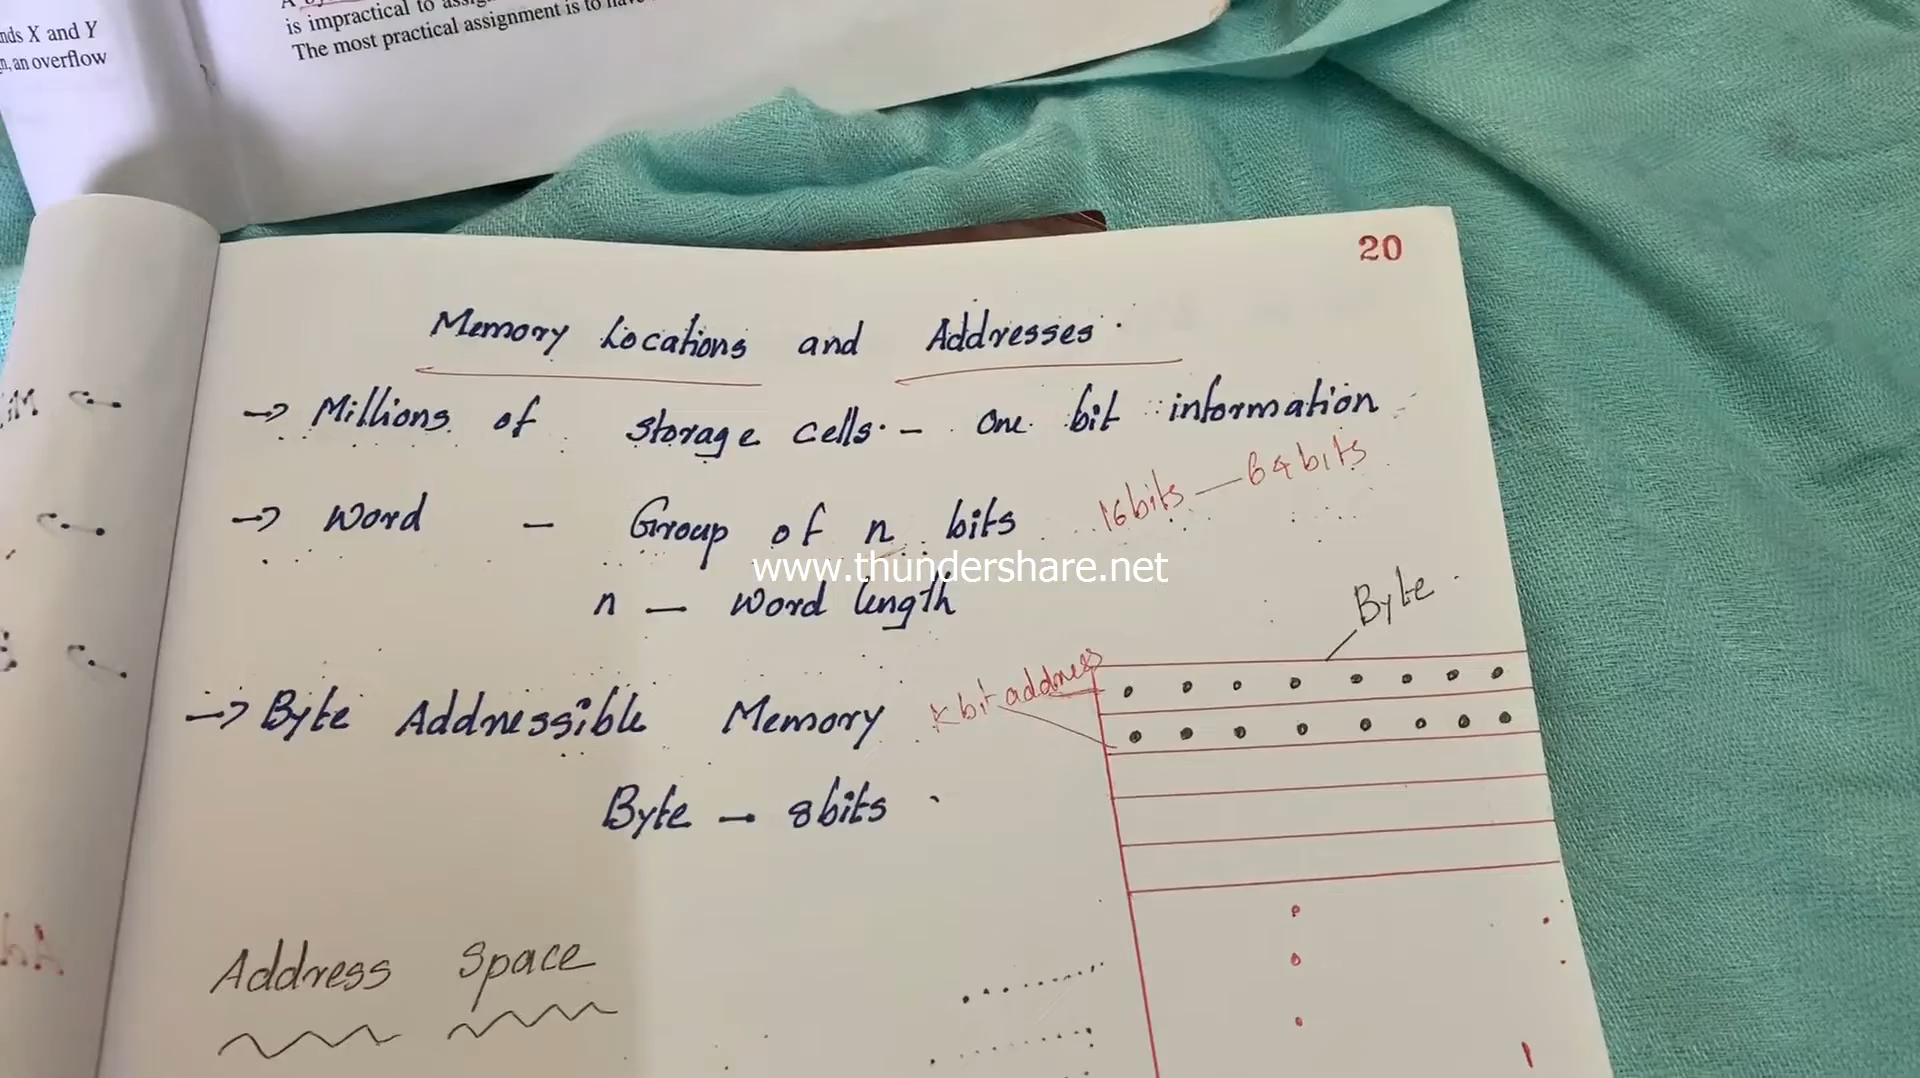 nds X and Y
n, an overflow
is impractical to
The most practical assignment is to
20
Memory Locations and Addresses.
→ Millions of storage cells. - One bit information
→ Word - Group of n bits 16bits — 64bits
www.thundershare.net
n — Word length
Byte
→ Byte Addressible Memory k bit address
Byte — 8bits
Address Space